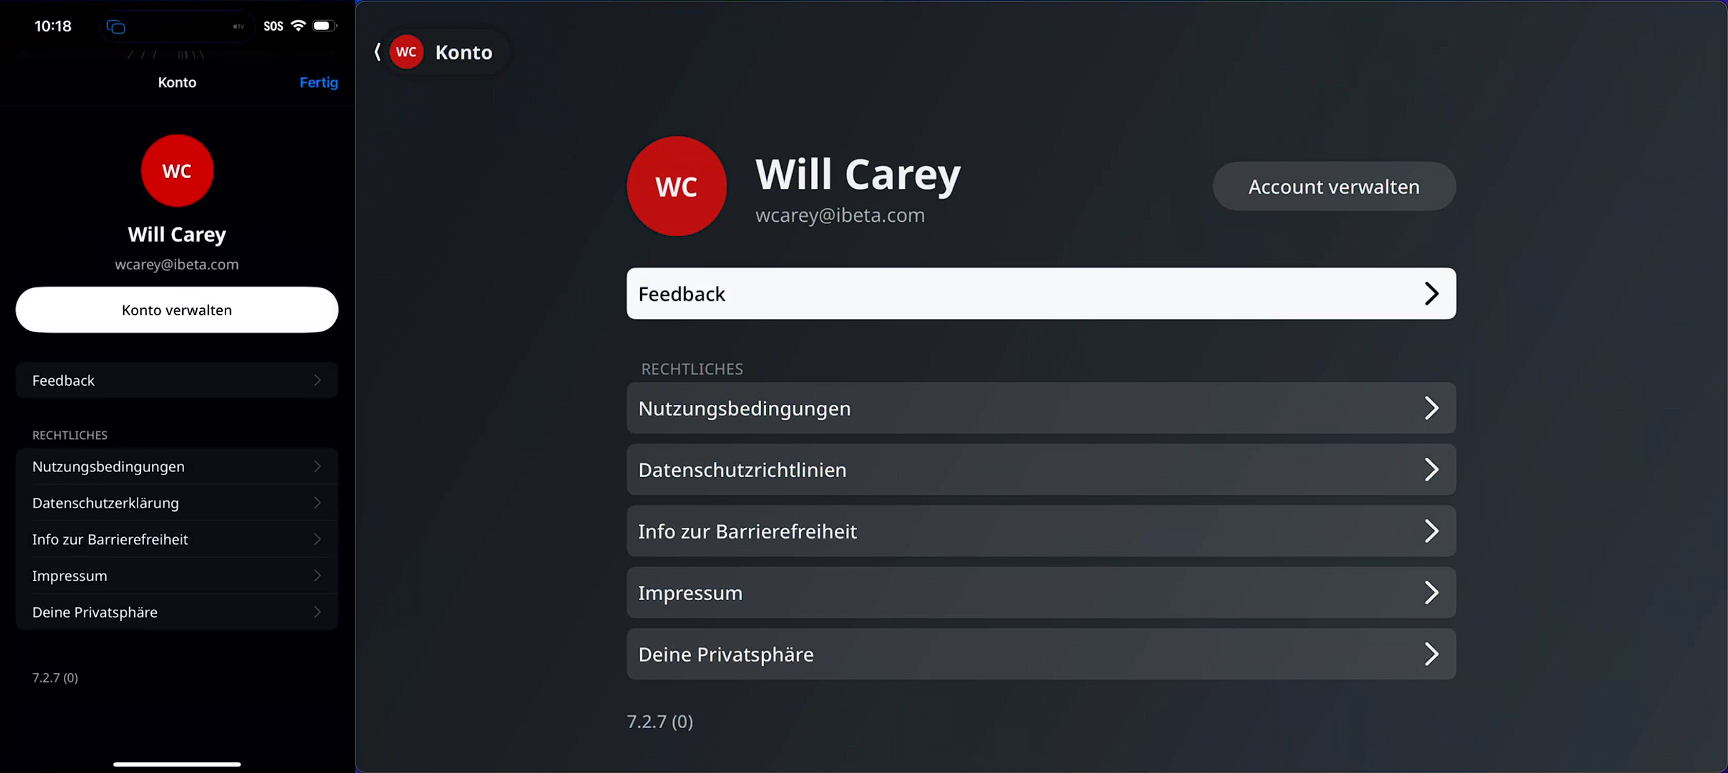 10:18
tv
SOS
Konto
Fertig
WC
Will Carey
wcarey@ibeta.com
Konto verwalten
Feedback
RECHTLICHES
Nutzungsbedingungen
Datenschutzerklärung
Info zur Barrierefreiheit
Impressum
Deine Privatsphäre
7.2.7 (0)
WC
Konto
WC
Will Carey
wcarey@ibeta.com
Account verwalten
Feedback
RECHTLICHES
Nutzungsbedingungen
Datenschutzrichtlinien
Info zur Barrierefreiheit
Impressum
Deine Privatsphäre
7.2.7 (0)